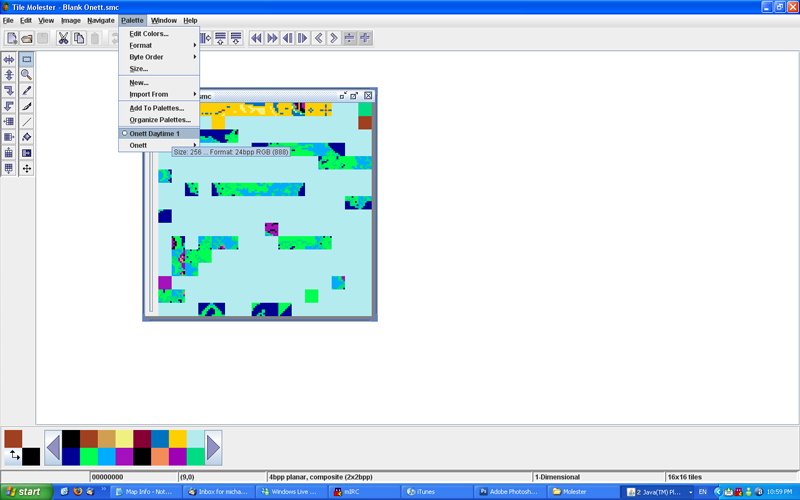 Tile Molester - Blank Onett.smc
File Edit View Image Navigate Palette Window Help
Edit Colors...
Format
Byte Order
Size...
New...
Import From
Add To Palettes...
Organize Palettes...
Onett Daytime 1
Onett
.smc
Size: 256 ... Format: 24bpp RGB (888)
00000000 (9,0) 4bpp planar, composite (2x2bpp) 1-Dimensional 16x16 tiles
start Map Info - Not... Inbox for micha... Windows Live ... mIRC iTunes Adobe Photosh... Molester 2 Java(TM) Pl... EN 10:59 PM